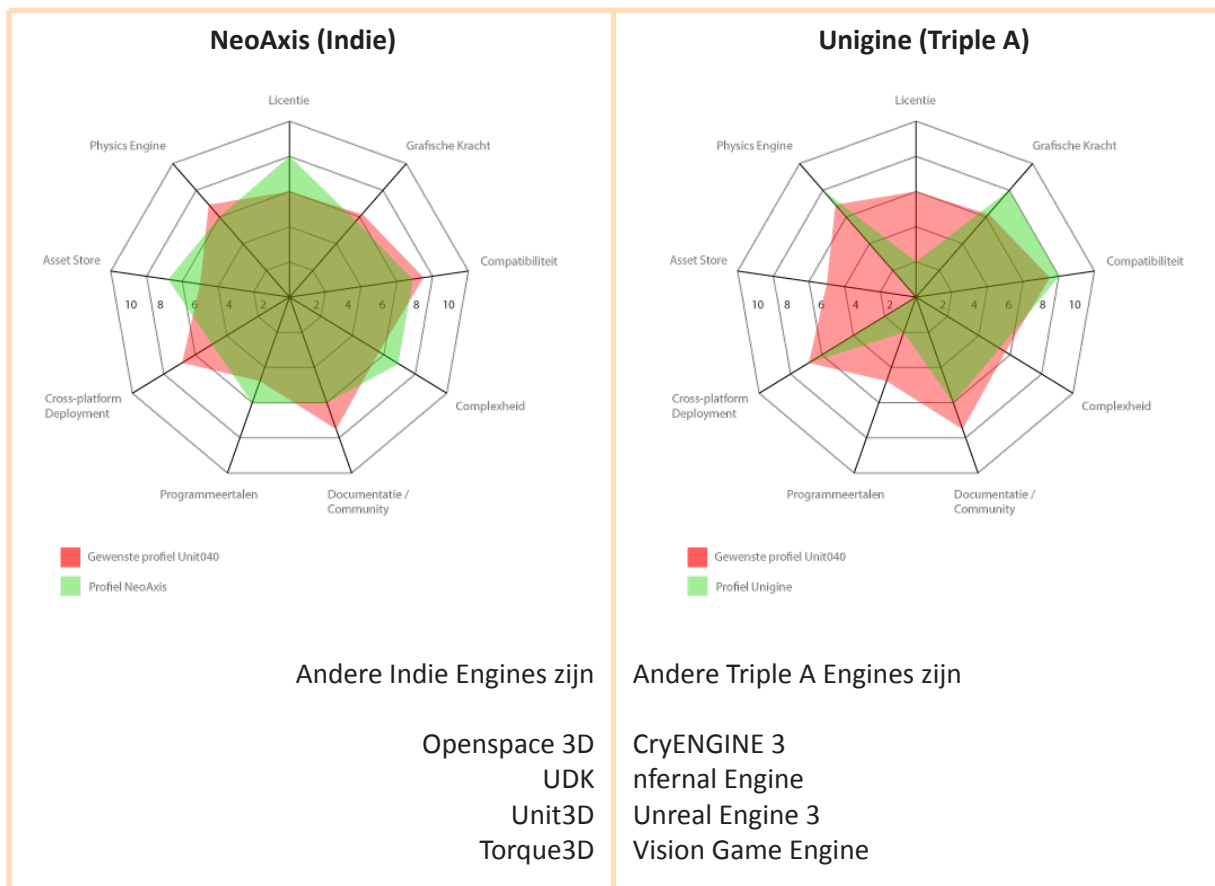 NeoAxis (Indie)
Licentie
Physics Engine
Grafische Kracht
Asset Store
Compatibiliteit
10 8 6 4 2 2 4 6 8 10
Cross-platform
Deployment
Complexheid
Programmeertalen
Documentatie /
Community
Gewenste profiel Unit040
Profiel NeoAxis
Andere Indie Engines zijn
Openspace 3D
UDK
Unit3D
Torque3D
Unigine (Triple A)
Licentie
Physics Engine
Grafische Kracht
Asset Store
Compatibiliteit
10 8 6 4 2 2 4 6 8 10
Cross-platform
Deployment
Complexheid
Programmeertalen
Documentatie /
Community
Gewenste profiel Unit040
Profiel Unigine
Andere Triple A Engines zijn
CryENGINE 3
nfernal Engine
Unreal Engine 3
Vision Game Engine